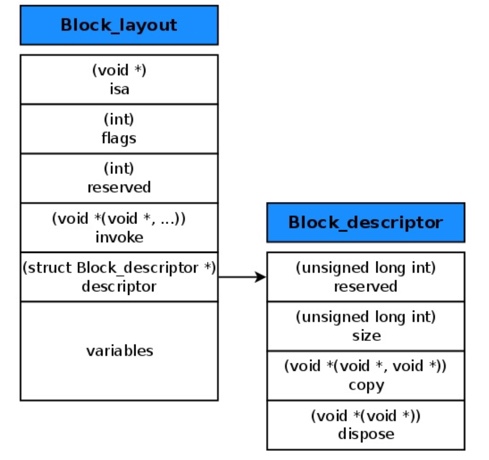 Block_layout
(void *)
isa
(int)
flags
(int)
reserved
(void *(void *, ...))
invoke
(struct Block_descriptor *)
descriptor
variables
Block_descriptor
(unsigned long int)
reserved
(unsigned long int)
size
(void *(void *, void *))
copy
(void *(void *))
dispose